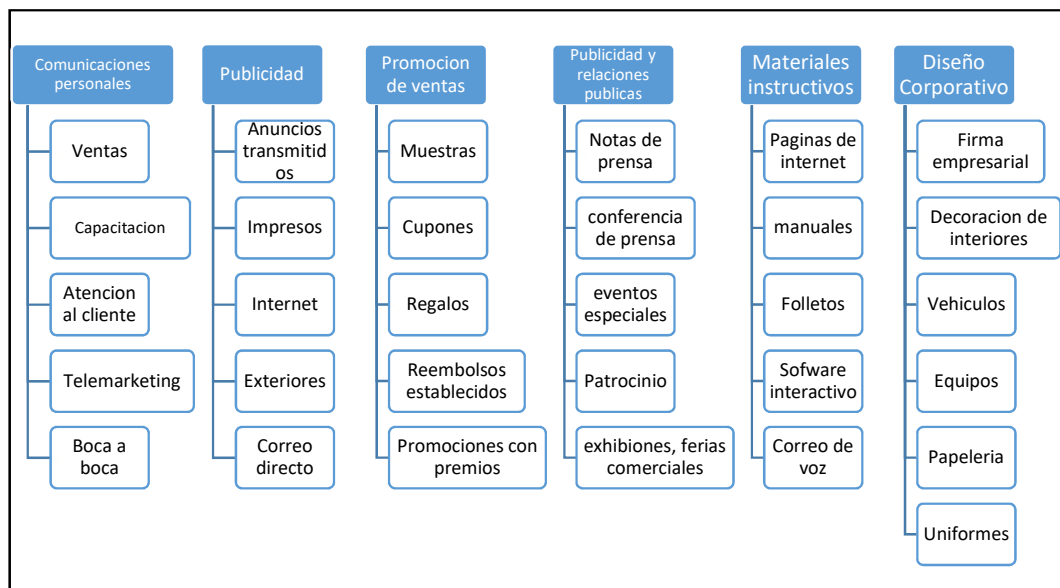 Comunicaciones
personales
Ventas
Capacitacion
Atencion
al cliente
Telemarketing
Boca a
boca
Publicidad
Anuncios
transmitid
os
Impresos
Internet
Exteriores
Correo
directo
Promocion
de ventas
Muestras
Cupones
Regalos
Reembolsos
establecidos
Promociones con
premios
Publicidad y
relaciones
publicas
Notas de
prensa
conferencia
de prensa
eventos
especiales
Patrocinio
exhibiones, ferias
comerciales
Materiales
instructivos
Paginas de
internet
manuales
Folletos
Sofware
interactivo
Correo de
voz
Diseño
Corporativo
Firma
empresarial
Decoracion de
interiores
Vehiculos
Equipos
Papeleria
Uniformes